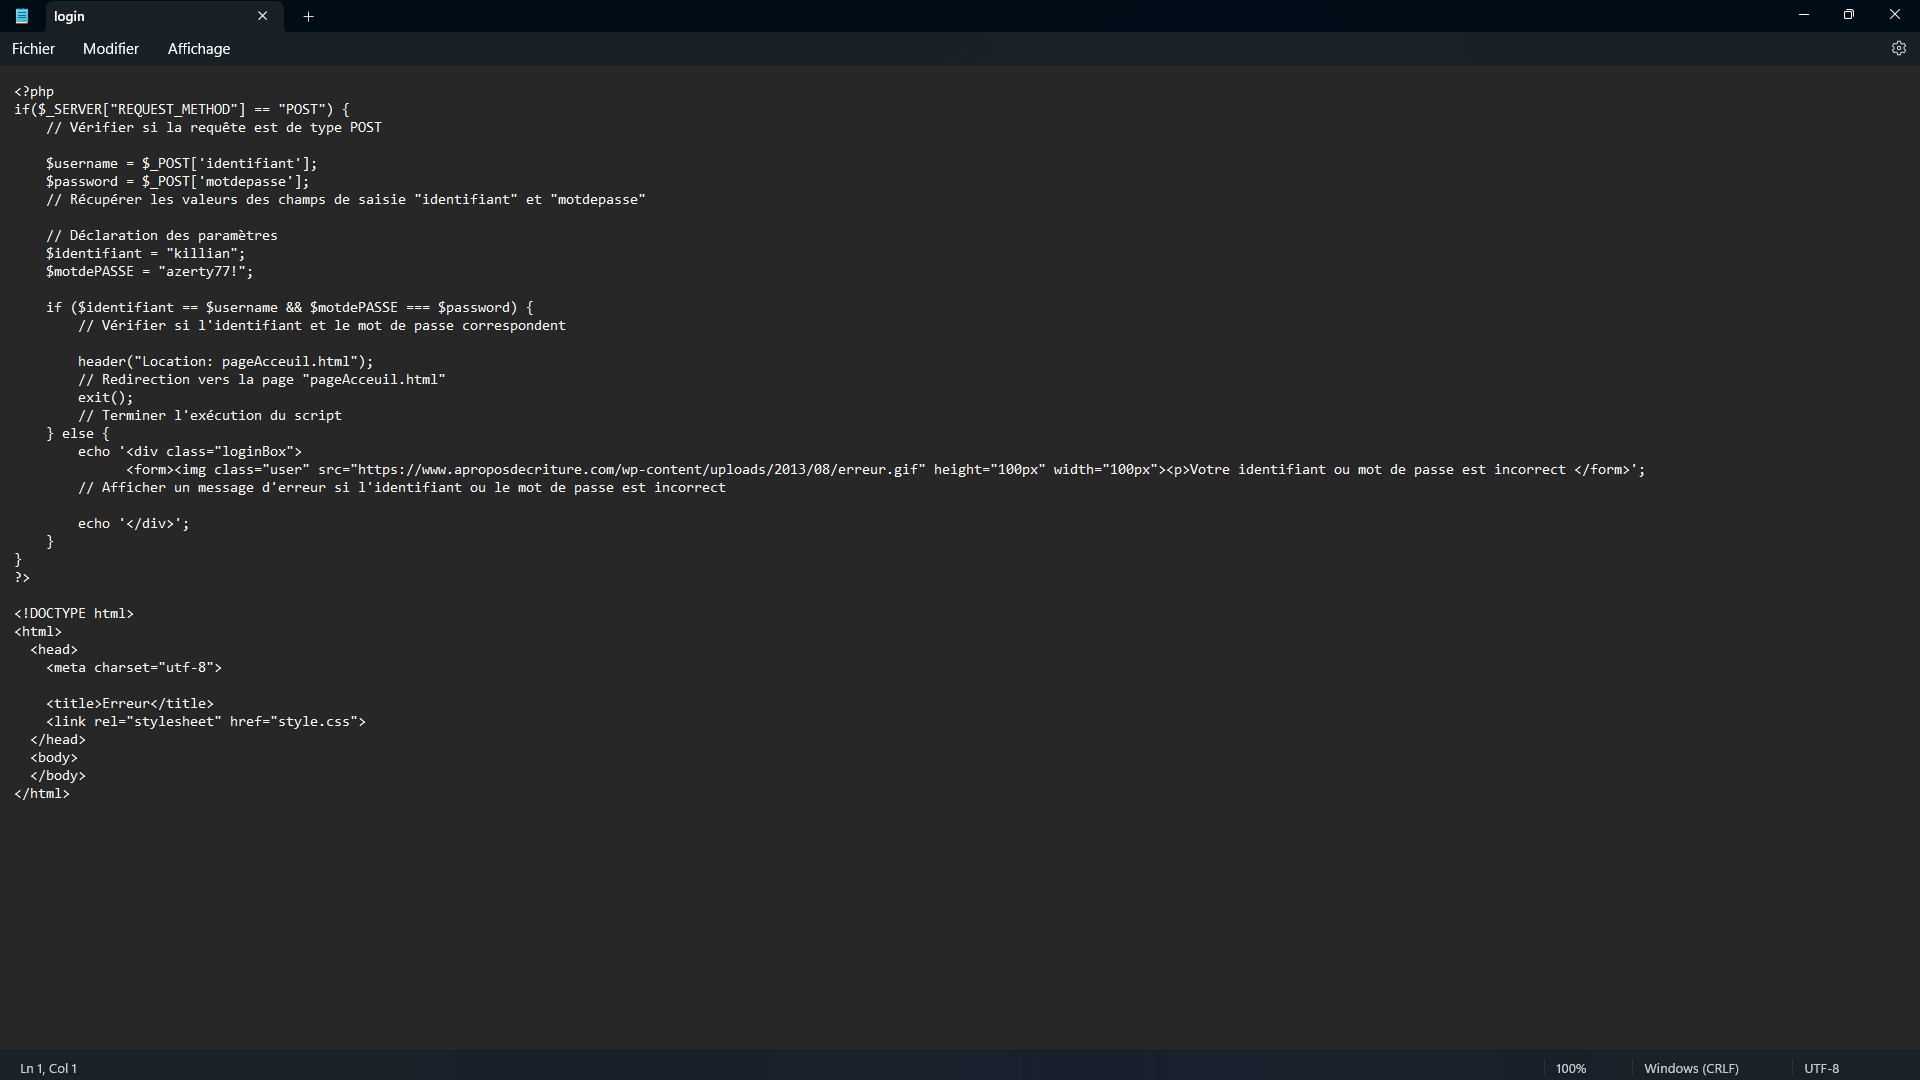 login
Fichier Modifier Affichage
<?php
if($_SERVER["REQUEST_METHOD"] == "POST") {
    // Vérifier si la requête est de type POST

    $username = $_POST['identifiant'];
    $password = $_POST['motdepasse'];
    // Récupérer les valeurs des champs de saisie "identifiant" et "motdepasse"

    // Déclaration des paramètres
    $identifiant = "killian";
    $motdePASSE = "azerty77!";

    if ($identifiant == $username && $motdePASSE === $password) {
        // Vérifier si l'identifiant et le mot de passe correspondent

        header("Location: pageAcceuil.html");
        // Redirection vers la page "pageAcceuil.html"
        exit();
        // Terminer l'exécution du script
    } else {
        echo '<div class="loginBox">
              <form><img class="user" src="https://www.aproposdecriture.com/wp-content/uploads/2013/08/erreur.gif" height="100px" width="100px"><p>Votre identifiant ou mot de passe est incorrect </form>';
        // Afficher un message d'erreur si l'identifiant ou le mot de passe est incorrect

        echo '</div>';
    }
}
?>

<!DOCTYPE html>
<html>
  <head>
    <meta charset="utf-8">

    <title>Erreur</title>
    <link rel="stylesheet" href="style.css">
  </head>
  <body>
  </body>
</html>
Ln 1, Col 1 100% Windows (CRLF) UTF-8